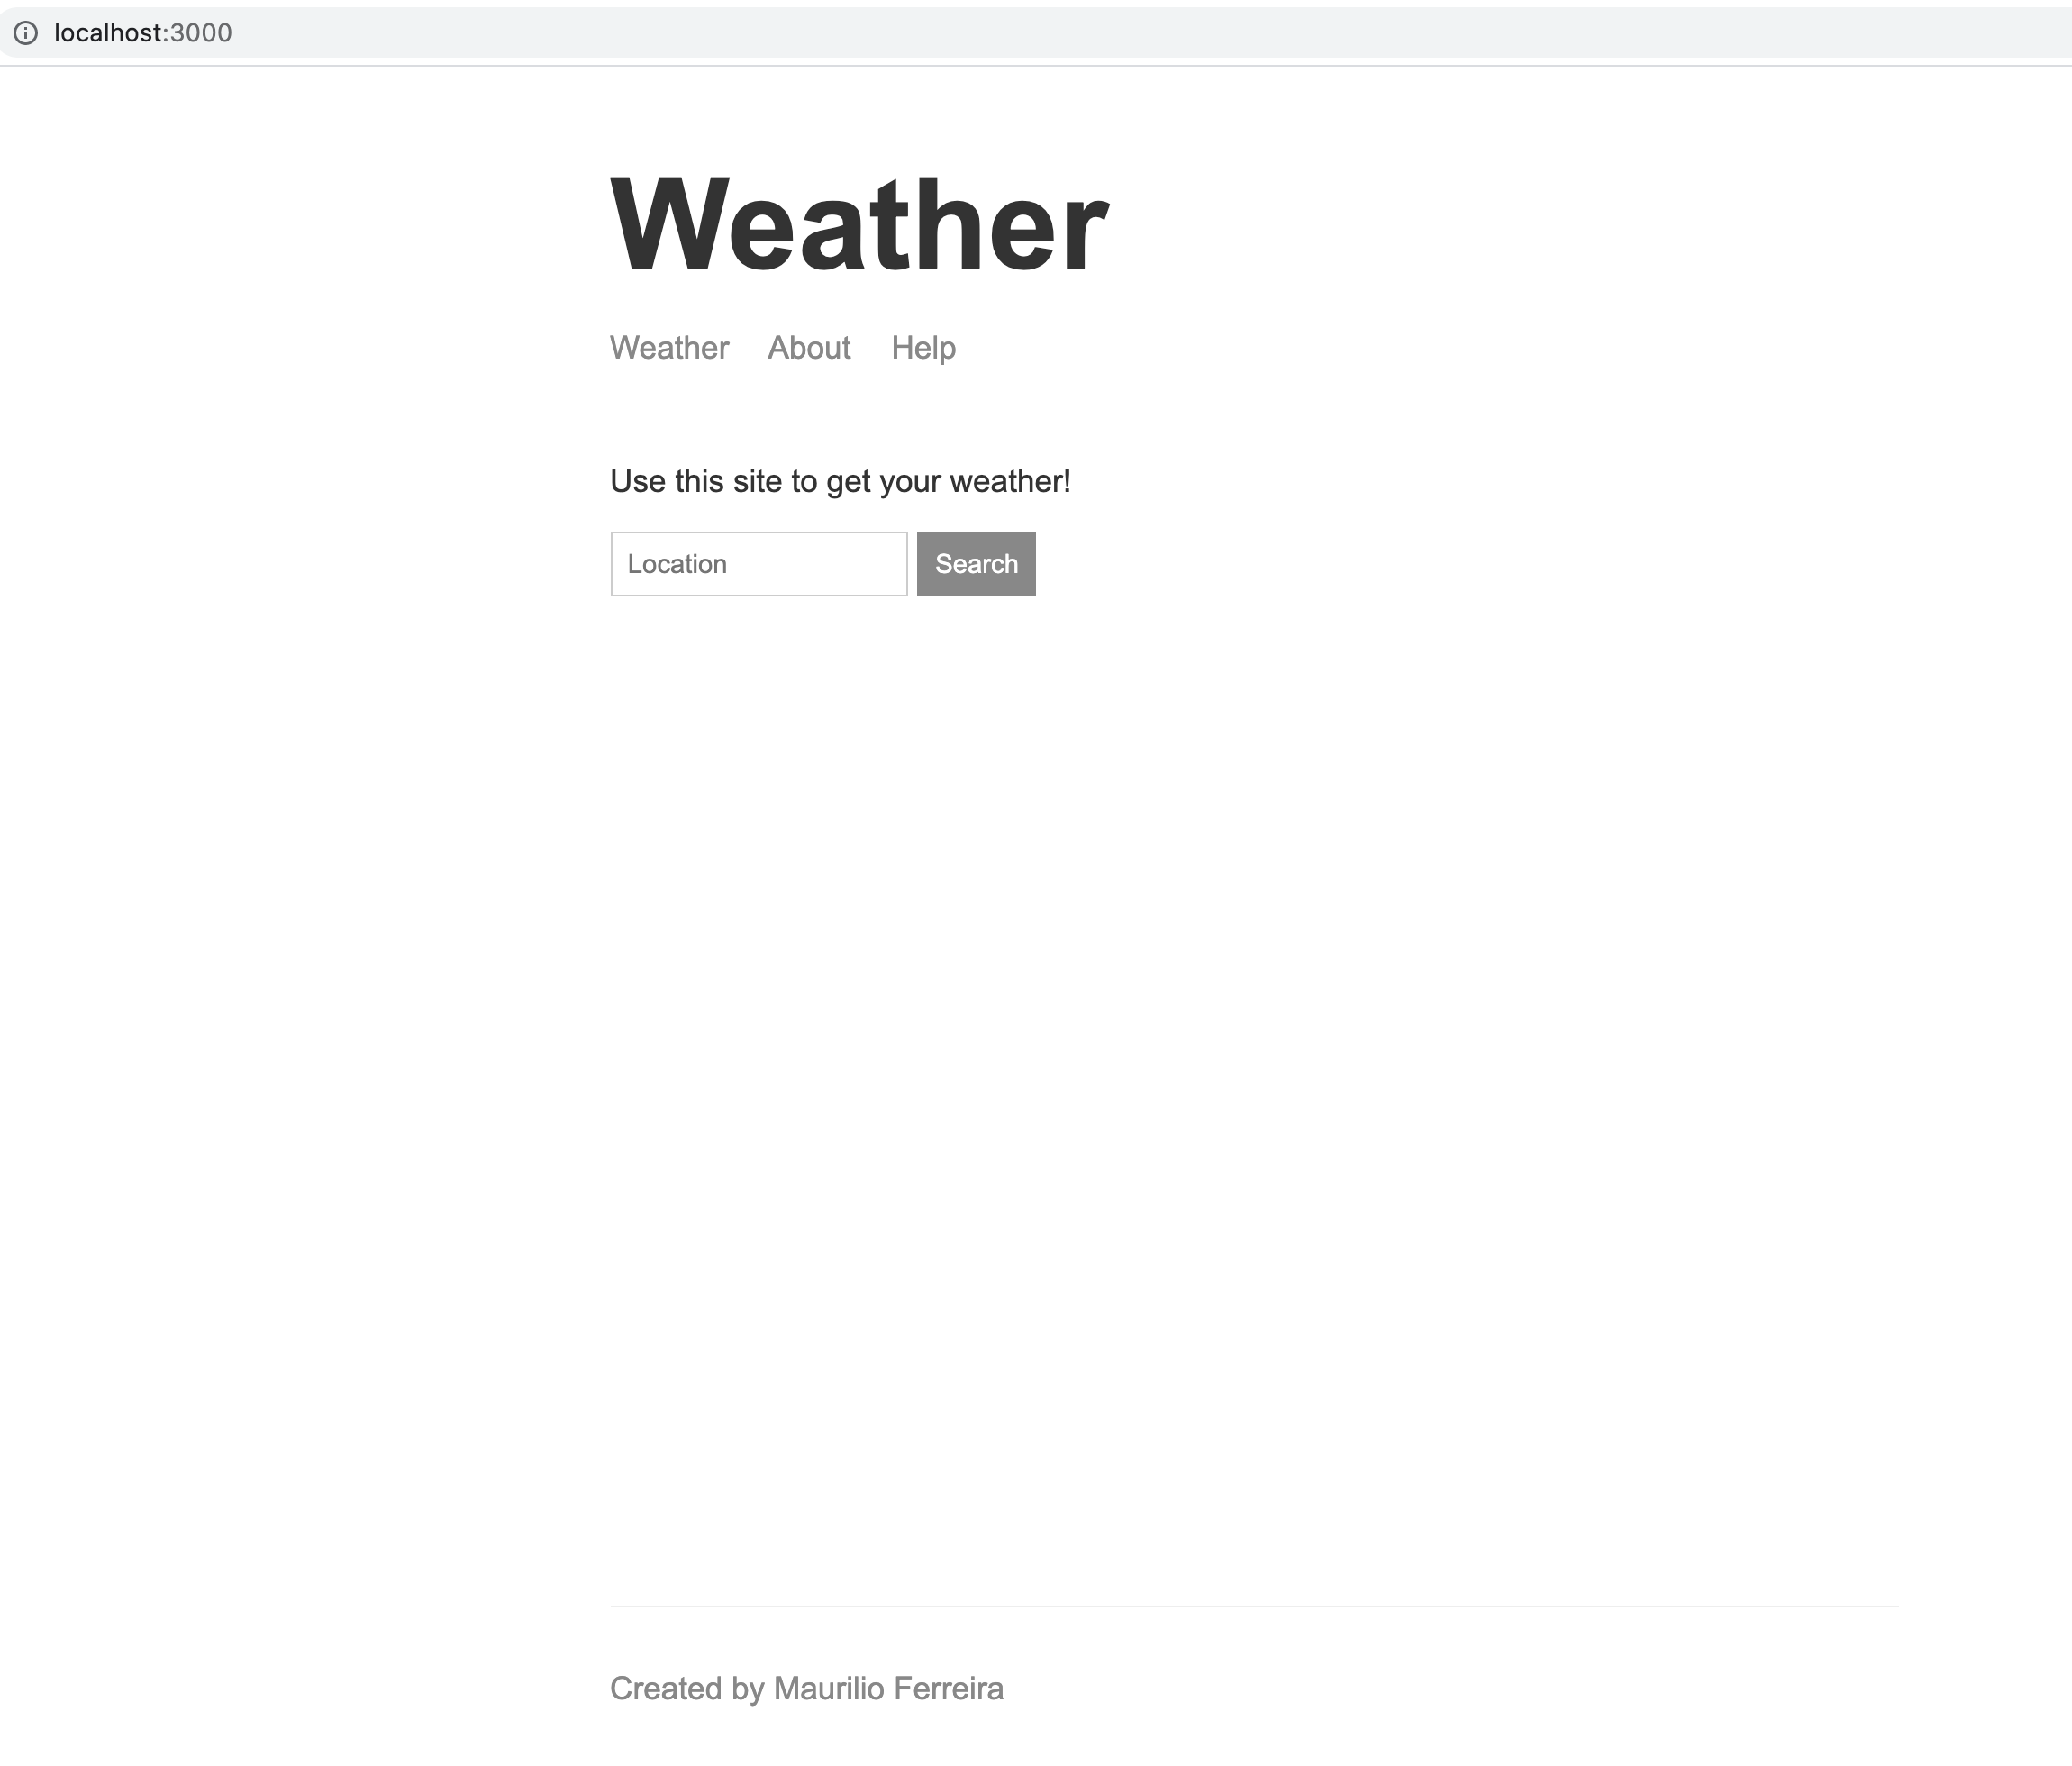 localhost:3000
Weather
Weather About Help
Use this site to get your weather!
Location Search
Created by Maurilio Ferreira